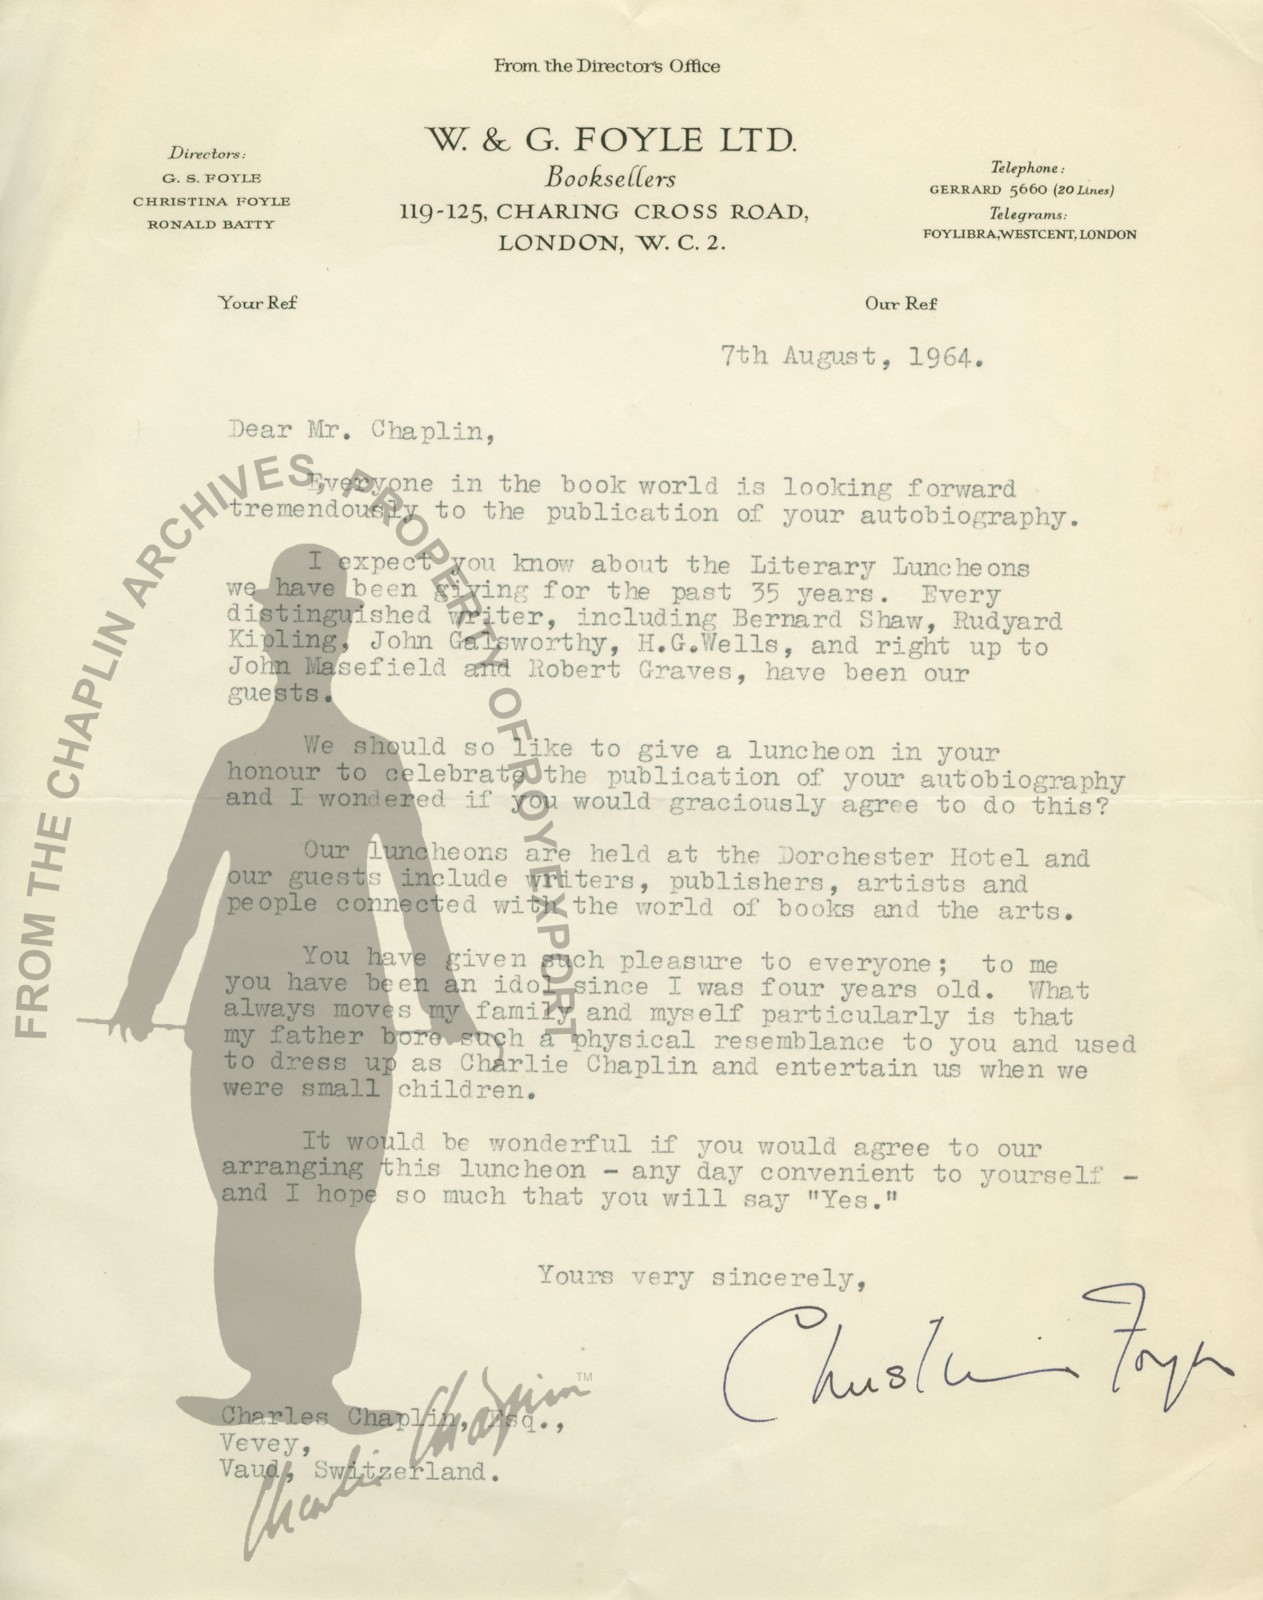 From the Director's Office
W. & G. FOYLE LTD.
Booksellers
119-125, CHARING CROSS ROAD,
LONDON, W. C. 2.
Directors:
G. S. FOYLE
CHRISTINA FOYLE
RONALD BATTY
Telephone:
GERRARD 5660 (20 Lines)
Telegrams:
FOYLIBRA, WESTCENT, LONDON
Your Ref
Our Ref
7th August, 1964.
Dear Mr. Chaplin,
Everyone in the book world is looking forward
tremendously to the publication of your autobiography.
I expect you know about the Literary Luncheons
we have been giving for the past 35 years. Every
distinguished writer, including Bernard Shaw, Rudyard
Kipling, John Galsworthy, H.G.Wells, and right up to
John Masefield and Robert Graves, have been our
guests.
We should so like to give a luncheon in your
honour to celebrate the publication of your autobiography
and I wondered if you would graciously agree to do this?
Our luncheons are held at the Dorchester Hotel and
our guests include writers, publishers, artists and
people connected with the world of books and the arts.
You have given such pleasure to everyone; to me
you have been an idol since I was four years old. What
always moves my family and myself particularly is that
my father bore such a physical resemblance to you and used
to dress up as Charlie Chaplin and entertain us when we
were small children.
It would be wonderful if you would agree to our
arranging this luncheon - any day convenient to yourself -
and I hope so much that you will say "Yes."
Yours very sincerely,
Christina Foyle
Charles Chaplin, Esq.,
Vevey,
Vaud, Switzerland.
FROM THE CHAPLIN ARCHIVES, PROPERTY OF ROY EXPORT
Charlie Chaplin TM